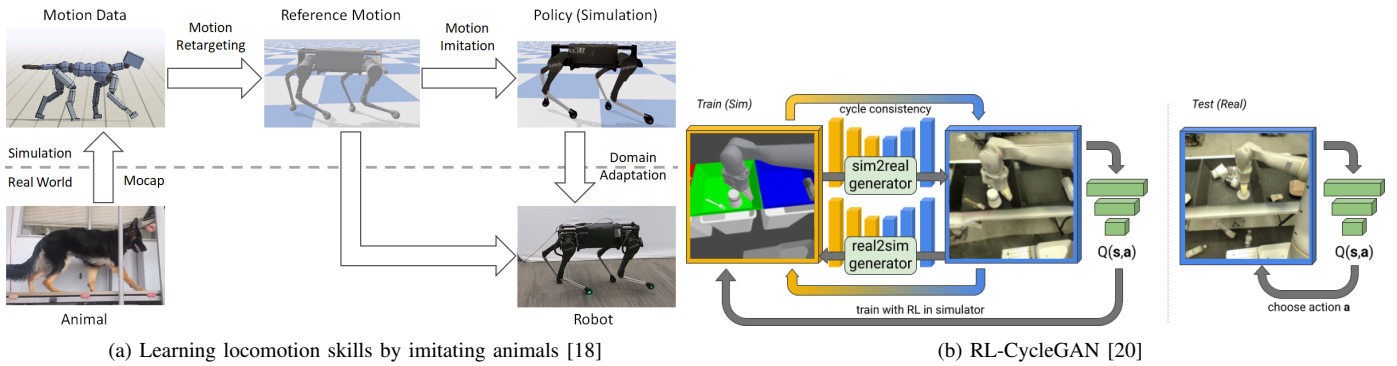 Motion Data
Reference Motion
Policy (Simulation)
Motion
Retargeting
Motion
Imitation
Simulation
Real World
Mocap
Domain
Adaptation
Animal
Robot
(a) Learning locomotion skills by imitating animals [18]
Train (Sim)
cycle consistency
sim2real
generator
real2sim
generator
Q(s,a)
train with RL in simulator
Test (Real)
Q(s,a)
choose action a
(b) RL-CycleGAN [20]